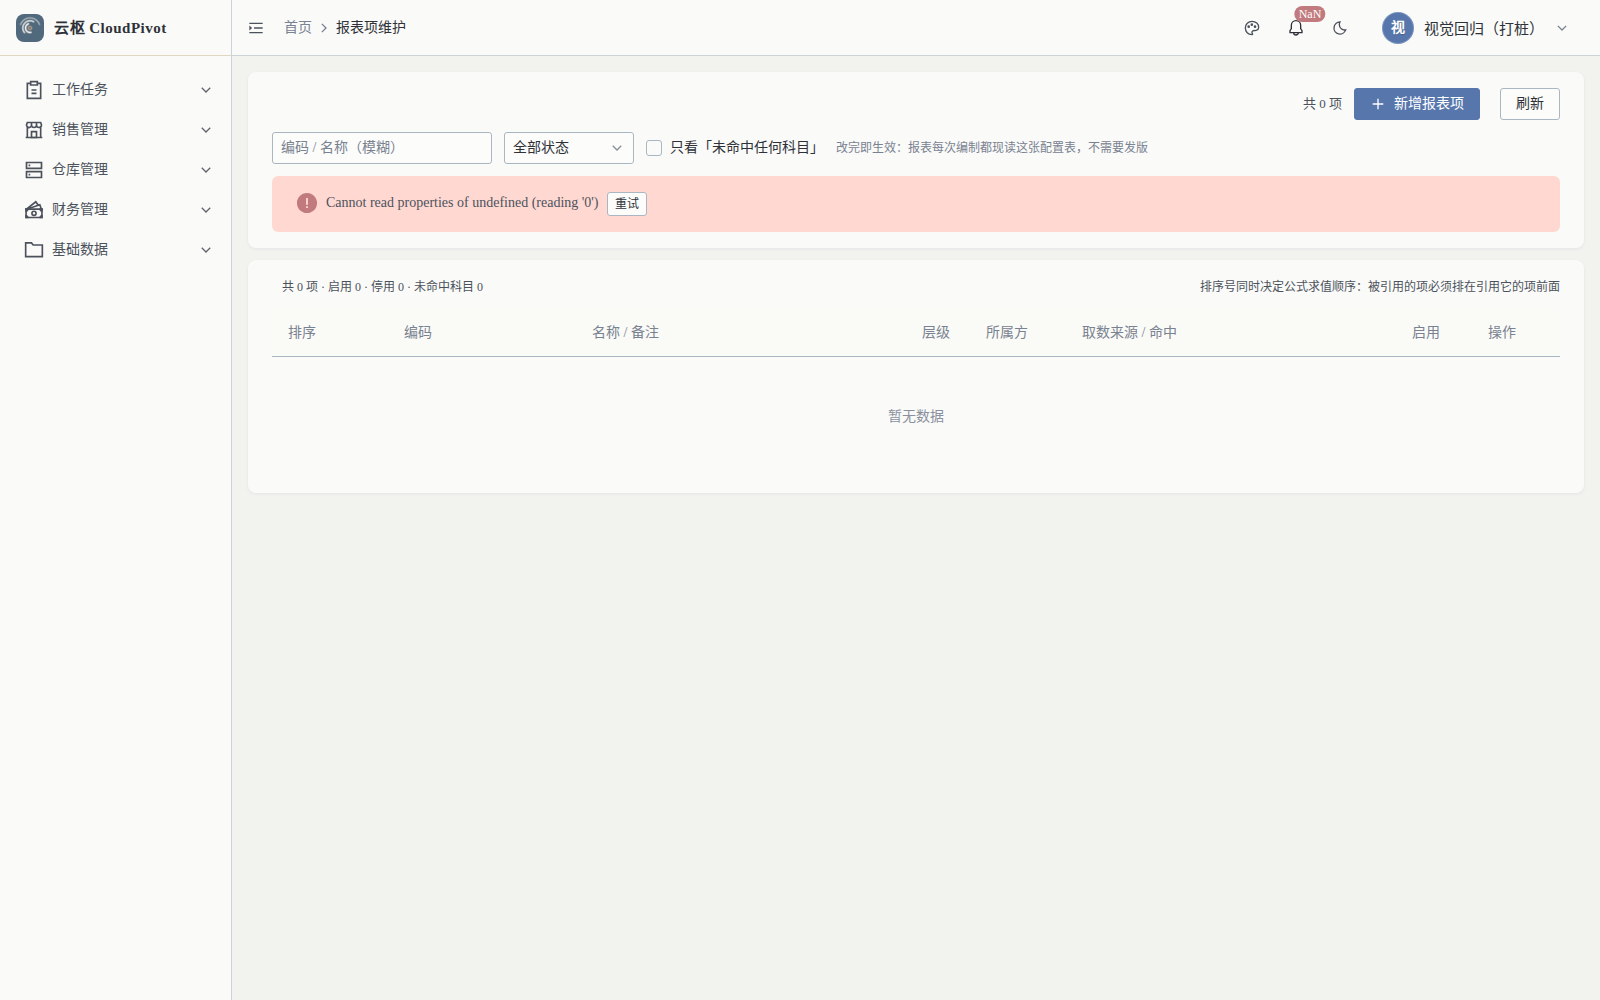 云枢 CloudPivot
首页 > 报表项维护
NaN
视 视觉回归（打桩）
工作任务
销售管理
仓库管理
财务管理
基础数据
共 0 项 新增报表项 刷新
编码 / 名称（模糊） 全部状态 只看「未命中任何科目」 改完即生效：报表每次编制都现读这张配置表，不需要发版
Cannot read properties of undefined (reading '0') 重试
共 0 项 · 启用 0 · 停用 0 · 未命中科目 0 排序号同时决定公式求值顺序：被引用的项必须排在引用它的项前面
排序 编码 名称 / 备注 层级 所属方 取数来源 / 命中 启用 操作
暂无数据